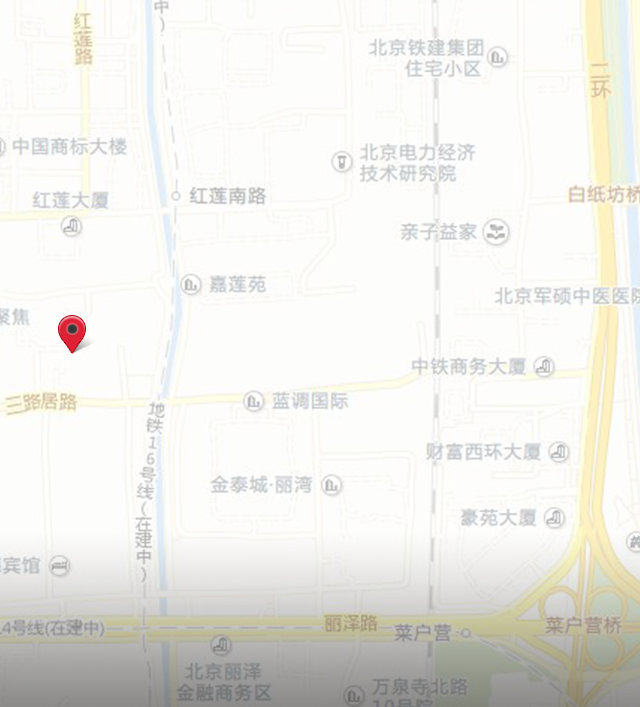 中）
红莲路
北京铁建集团
住宅小区
二环
中国商标大楼
北京电力经济
技术研究院
红莲大厦
红莲南路
白纸坊桥
亲子益家
嘉莲苑
北京军硕中医医院
聚焦
中铁商务大厦
三路居路
蓝调国际
地铁16号线(在建中)
财富西环大厦
金泰城·丽湾
豪苑大厦
宾馆
14号线(在建中)
丽泽路
菜户营
菜户营桥
北京丽泽
金融商务区
万泉寺北路
10号院